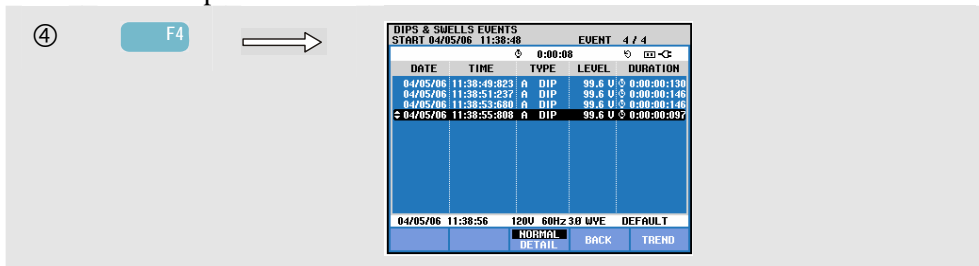 ④ F4
DIPS & SWELLS EVENTS
START 04/05/06 11:38:48 EVENT 4 / 4
0:00:08
DATE TIME TYPE LEVEL DURATION
04/05/06 11:38:49:823 A DIP 99.6 V 0:00:00:130
04/05/06 11:38:51:237 A DIP 99.6 V 0:00:00:146
04/05/06 11:38:53:680 A DIP 99.6 V 0:00:00:146
04/05/06 11:38:55:808 A DIP 99.6 V 0:00:00:097
04/05/06 11:38:56 120V 60Hz 3Ø WYE DEFAULT
NORMAL
DETAIL BACK TREND